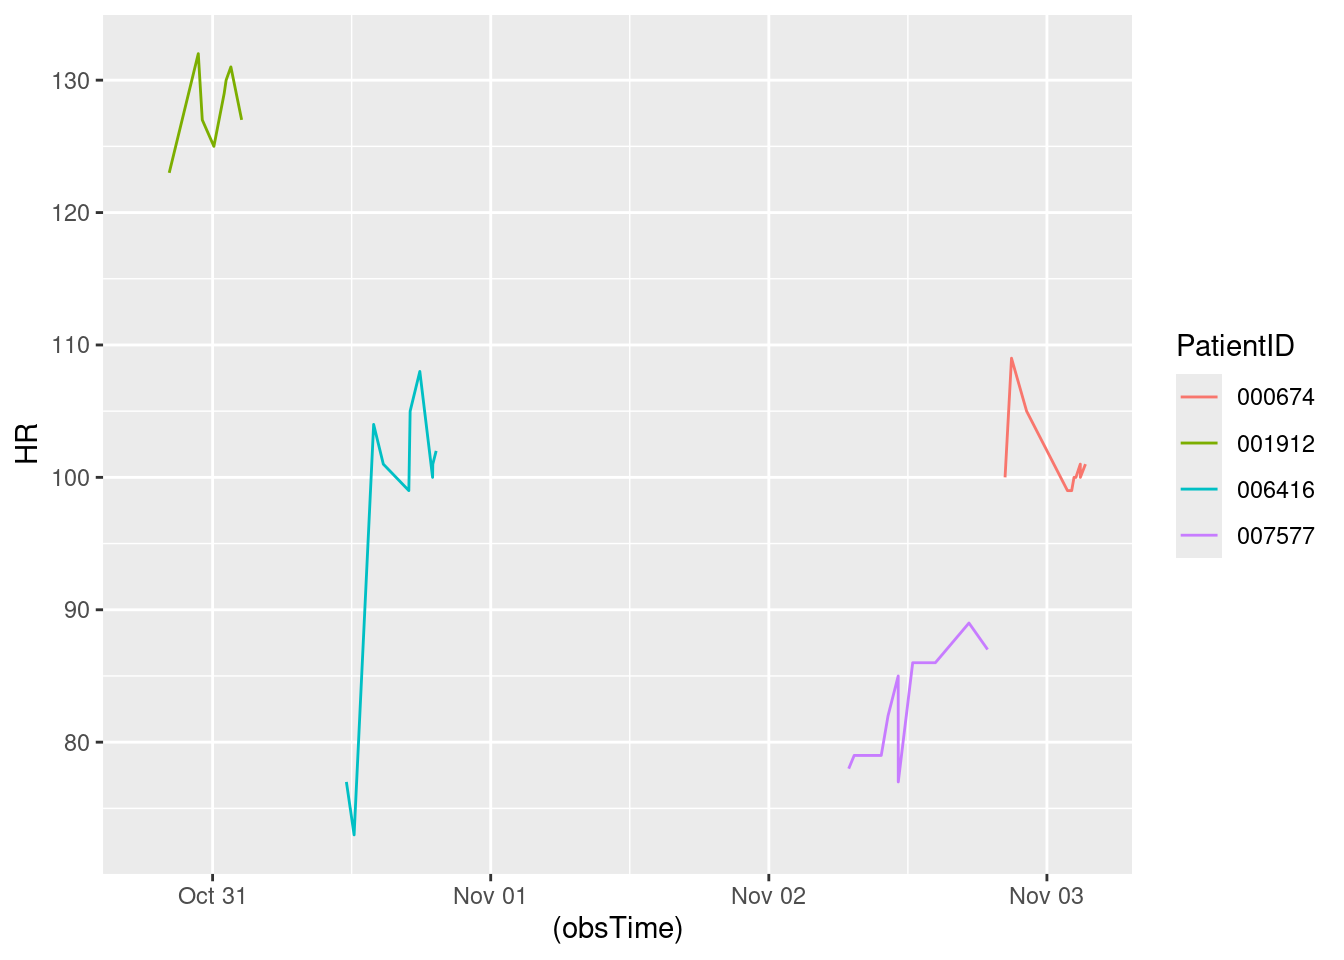 130
120
110
100
90
80
HR
Oct 31
Nov 01
Nov 02
Nov 03
(obsTime)
PatientID
000674
001912
006416
007577